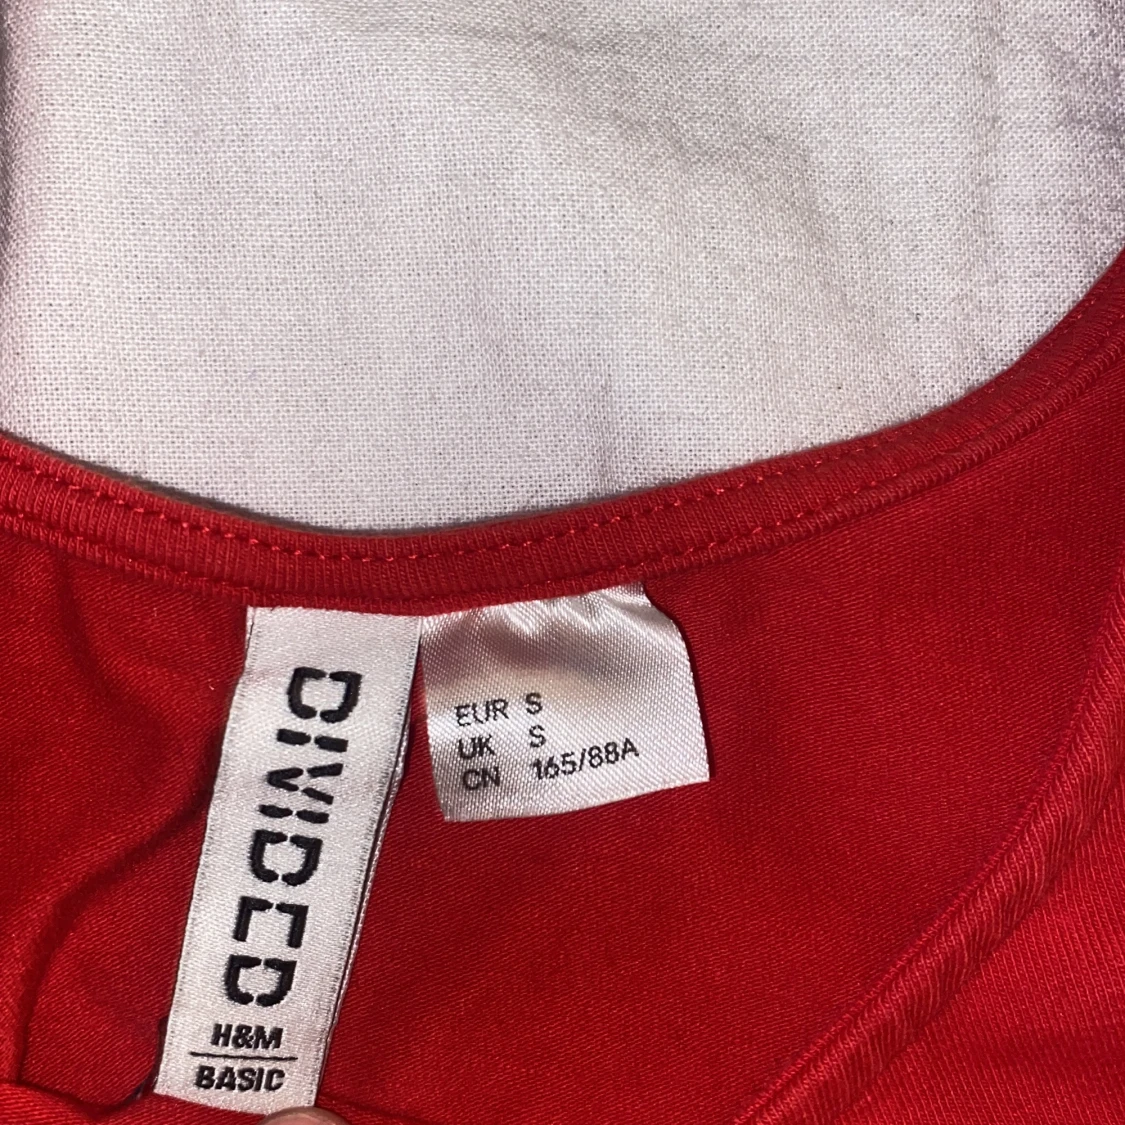 DIVIDED
H&M
BASIC
EUR S
UK S
CN 165/88A